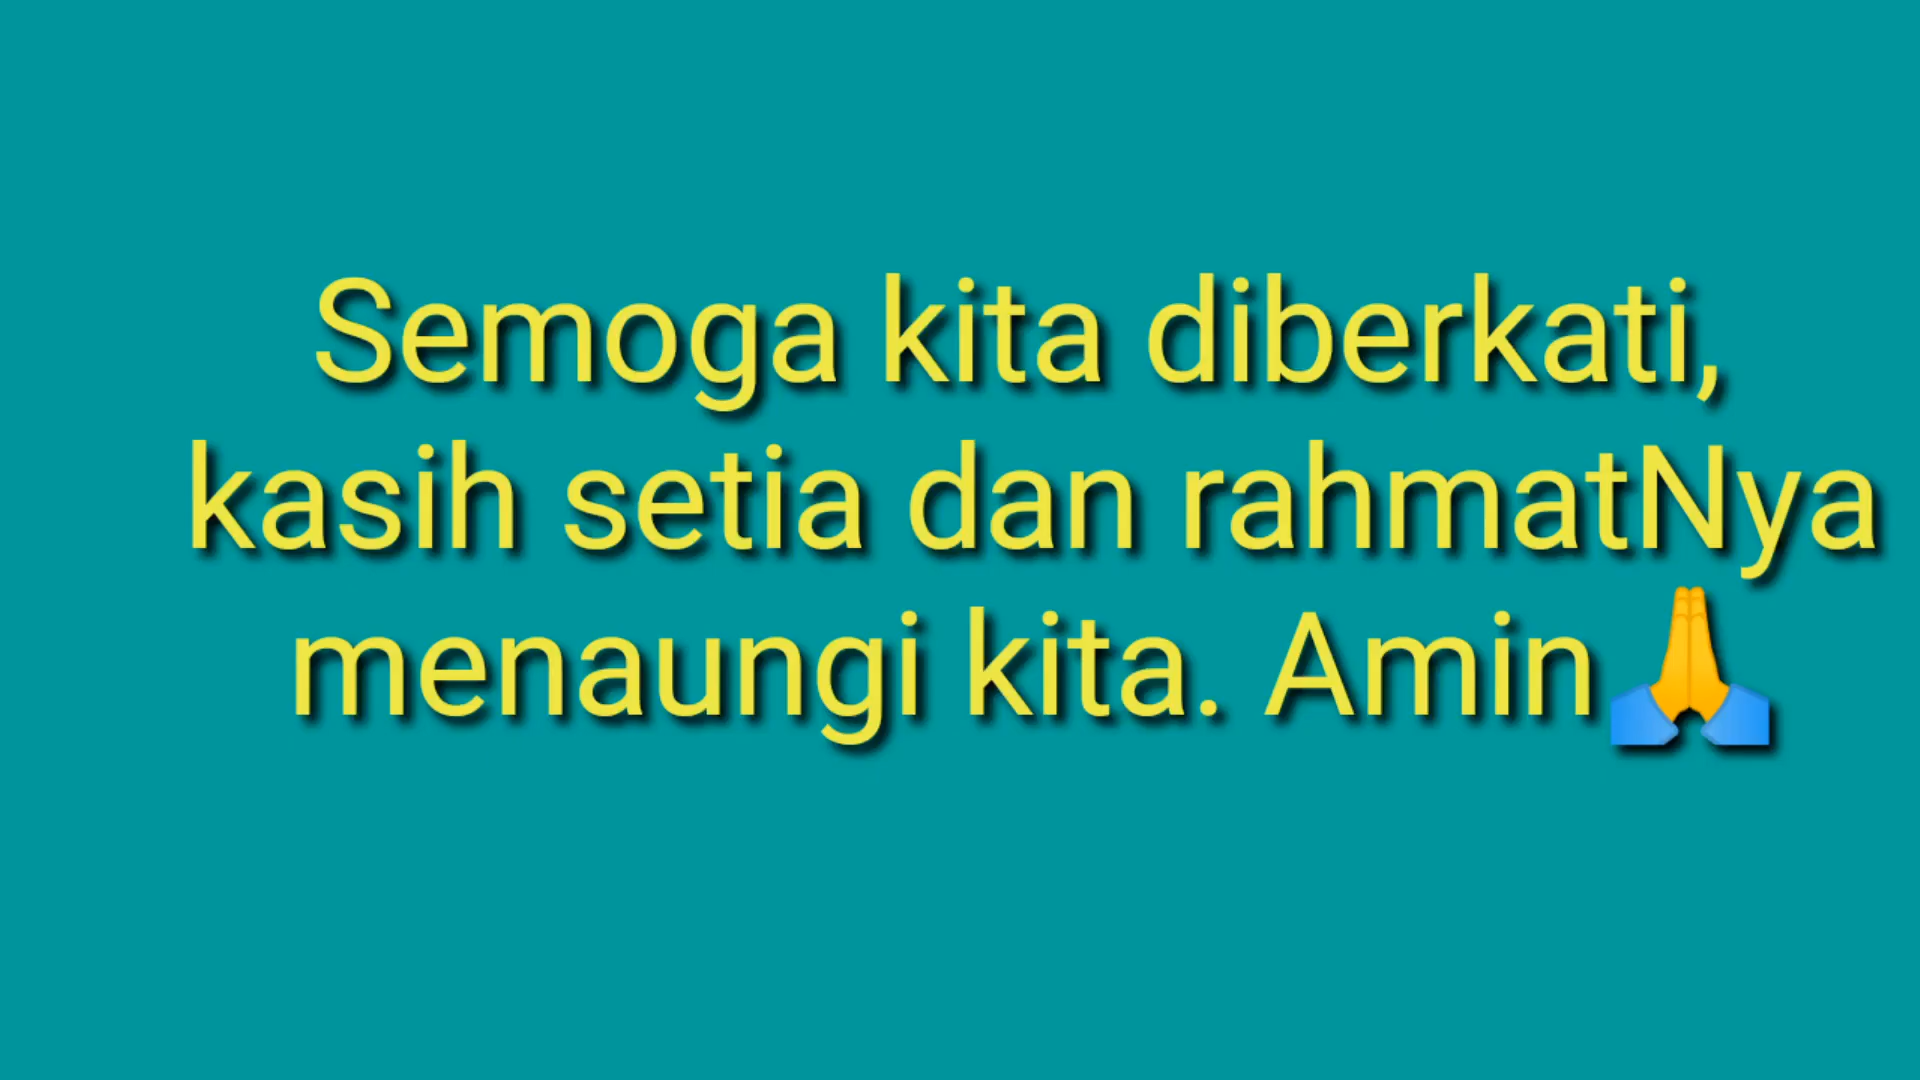 Semoga kita diberkati,
kasih setia dan rahmatNya
menaungi kita. Amin🙏